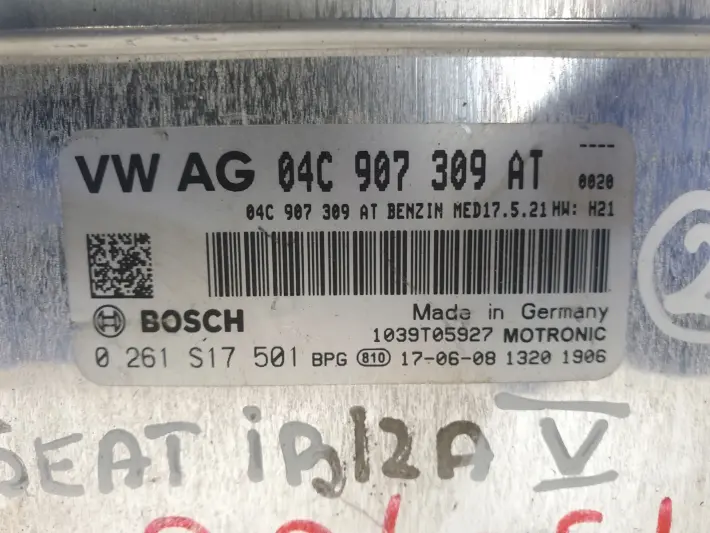 VW AG 04C 907 309 AT 0020
04C 907 309 AT BENZIN MED17.5.21 HW: H21
BOSCH
Made in Germany
1039T05927 MOTRONIC
0 261 S17 501 BPG 810 17-06-08 1320 1906
2
SEAT iBIZA V